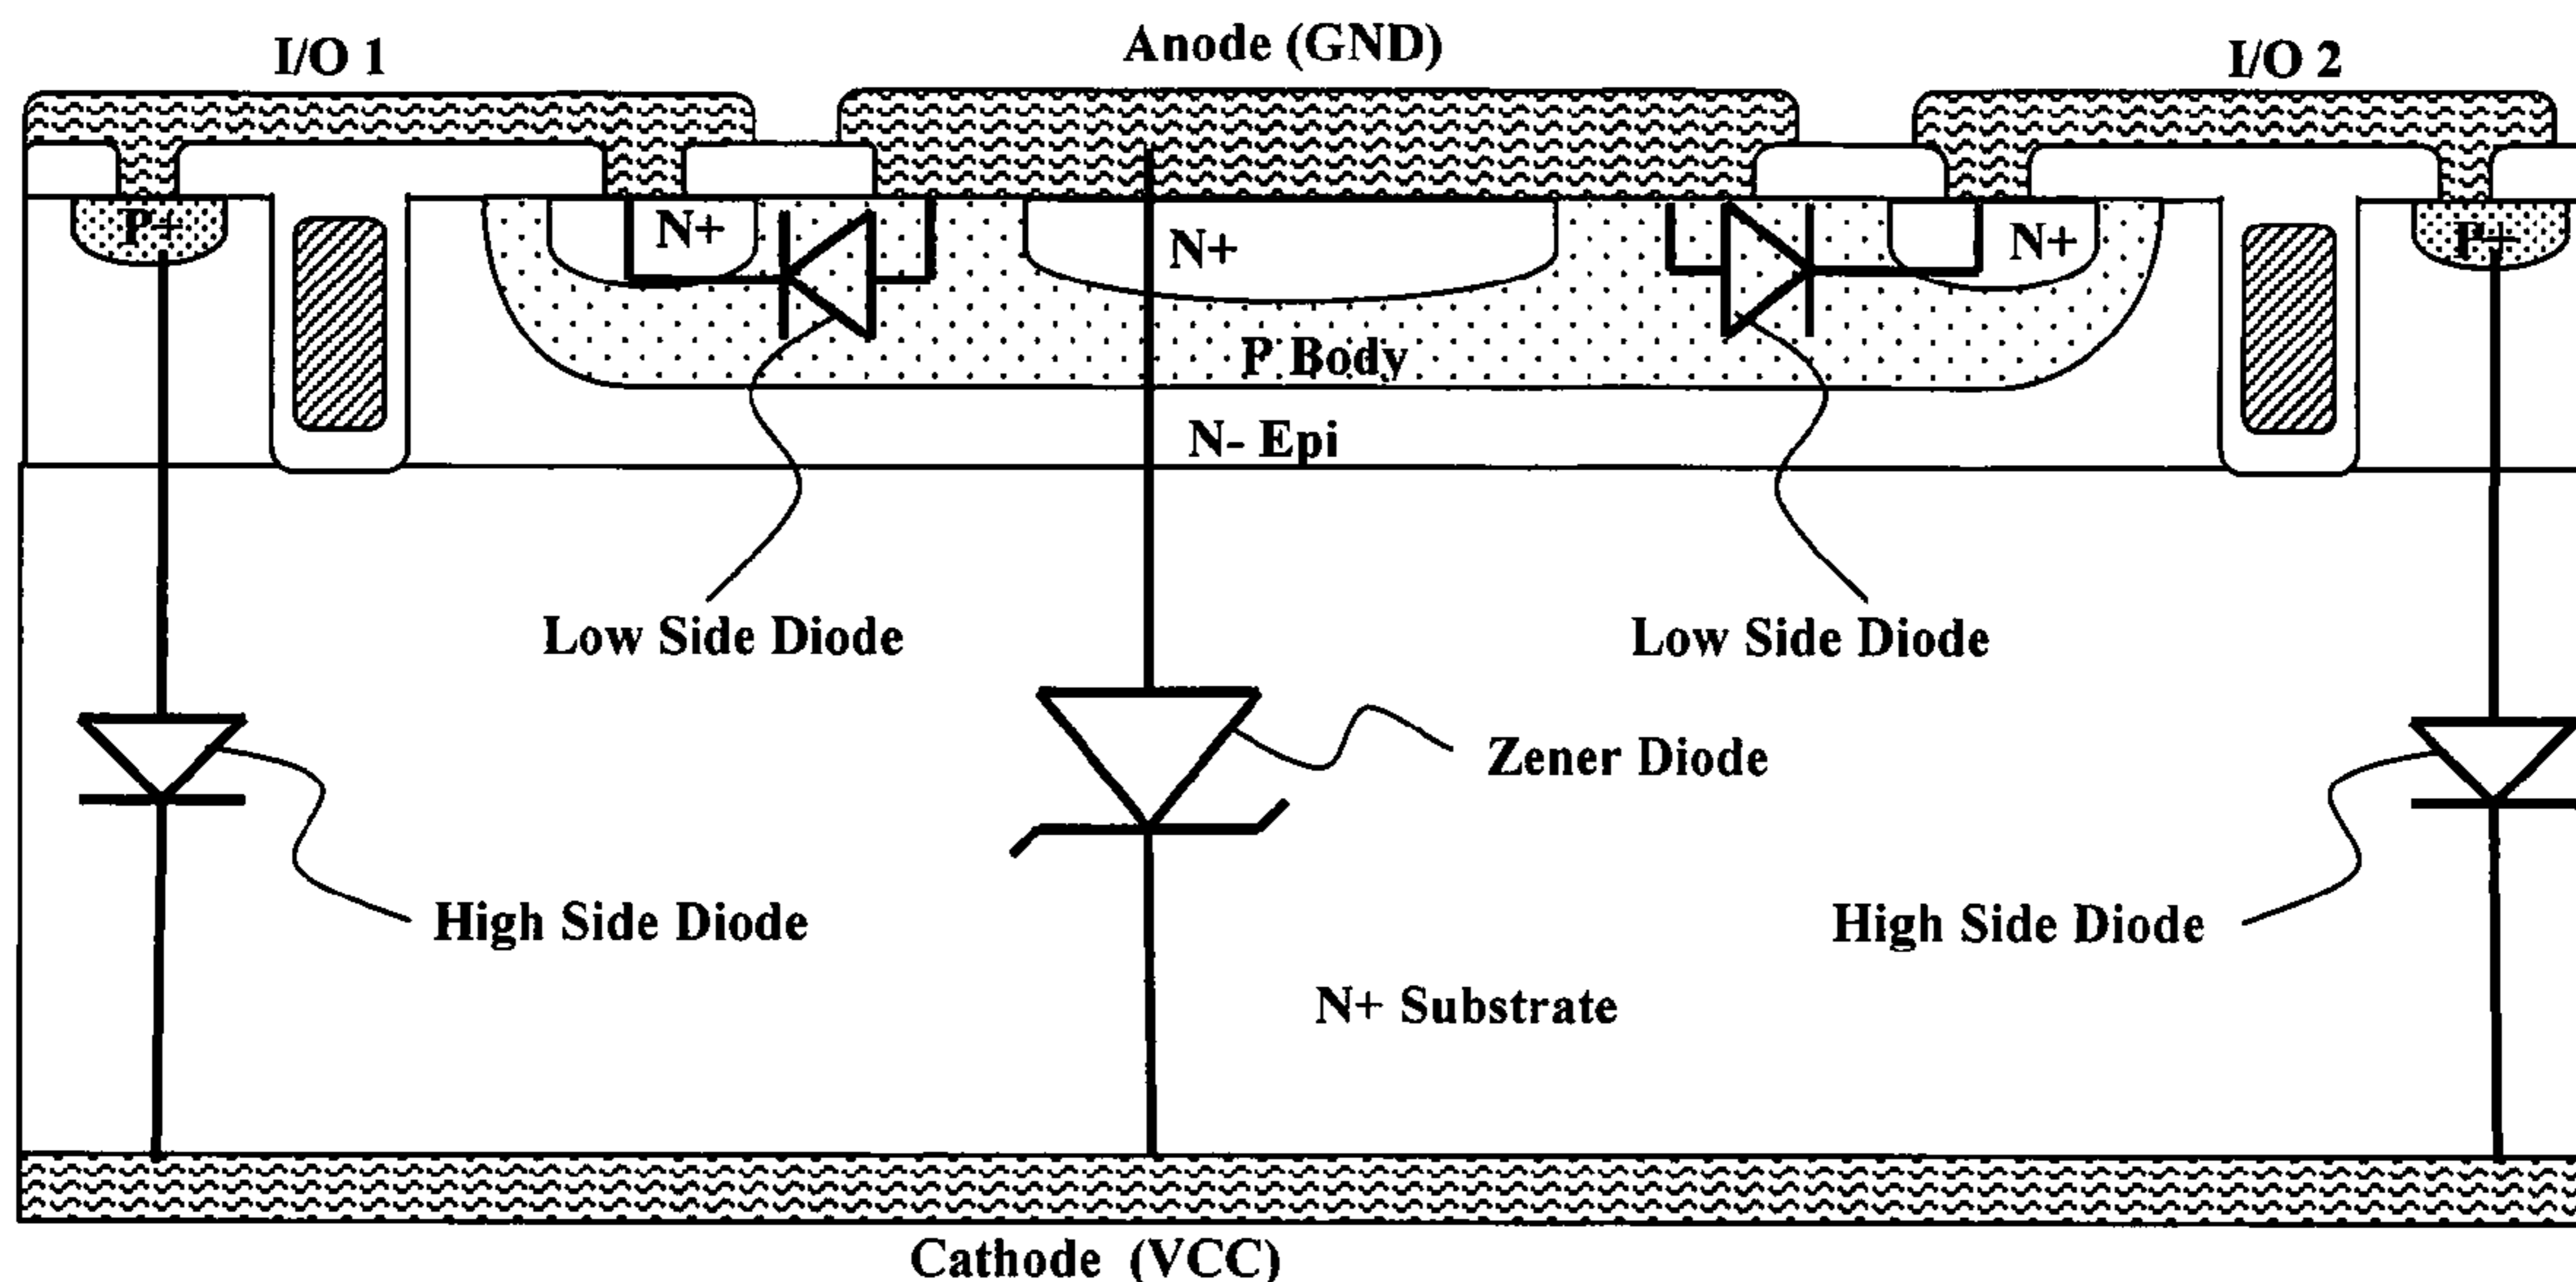 I/O 1
Anode (GND)
I/O 2
P+
N+
N+
N+
P+
P Body
N- Epi
Low Side Diode
Low Side Diode
Zener Diode
High Side Diode
High Side Diode
N+ Substrate
Cathode (VCC)